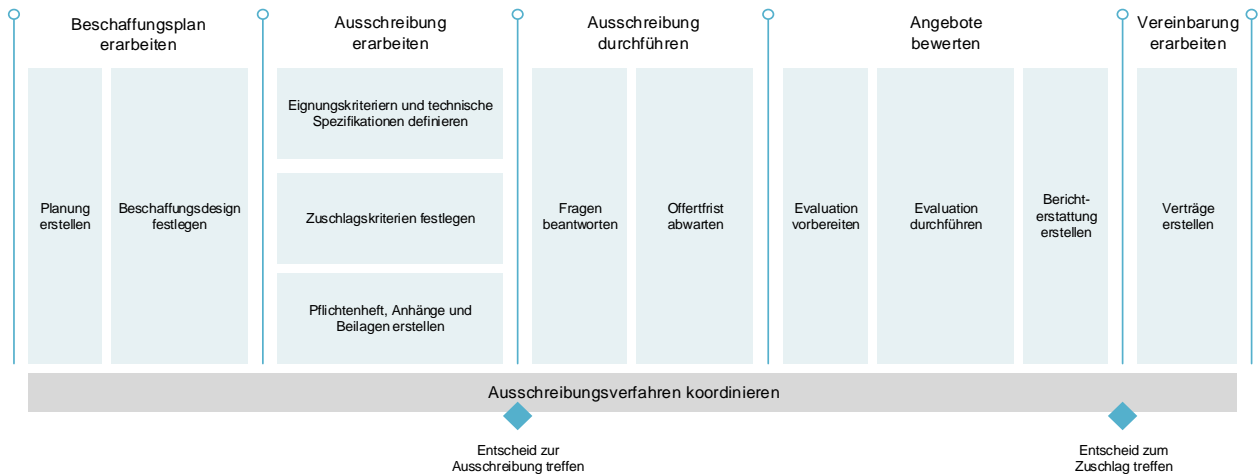 Beschaffungsplan
erarbeiten
Ausschreibung
erarbeiten
Ausschreibung
durchführen
Angebote
bewerten
Vereinbarung
erarbeiten
Planung
erstellen
Beschaffungsdesign
festlegen
Eignungskriteriern und technische
Spezifikationen definieren
Zuschlagskriterien festlegen
Pflichtenheft, Anhänge und
Beilagen erstellen
Fragen
beantworten
Offertfrist
abwarten
Evaluation
vorbereiten
Evaluation
durchführen
Bericht-
erstattung
erstellen
Verträge
erstellen
Ausschreibungsverfahren koordinieren
Entscheid zur
Ausschreibung treffen
Entscheid zum
Zuschlag treffen